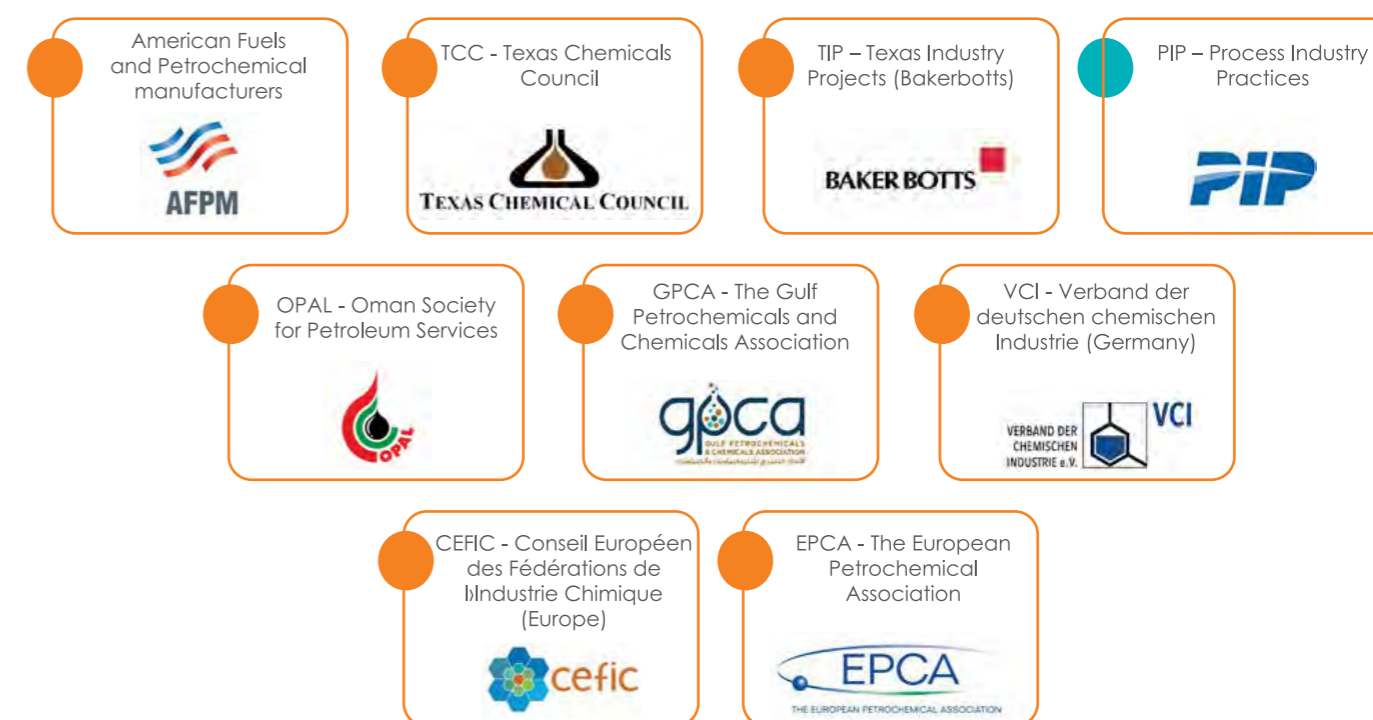 American Fuels
and Petrochemical
manufacturers
AFPM
TCC - Texas Chemicals
Council
TEXAS CHEMICAL COUNCIL
TIP – Texas Industry
Projects (Bakerbotts)
BAKER BOTTS
PIP – Process Industry
Practices
PIP
OPAL - Oman Society
for Petroleum Services
OPAL
GPCA - The Gulf
Petrochemicals and
Chemicals Association
gpca
GULF PETROCHEMICALS
& CHEMICALS ASSOCIATION
VCI - Verband der
deutschen chemischen
Industrie (Germany)
VERBAND DER
CHEMISCHEN
INDUSTRIE e.V.
VCI
CEFIC - Conseil Européen
des Fédérations de
l›Industrie Chimique
(Europe)
cefic
EPCA - The European
Petrochemical
Association
EPCA
THE EUROPEAN PETROCHEMICAL ASSOCIATION